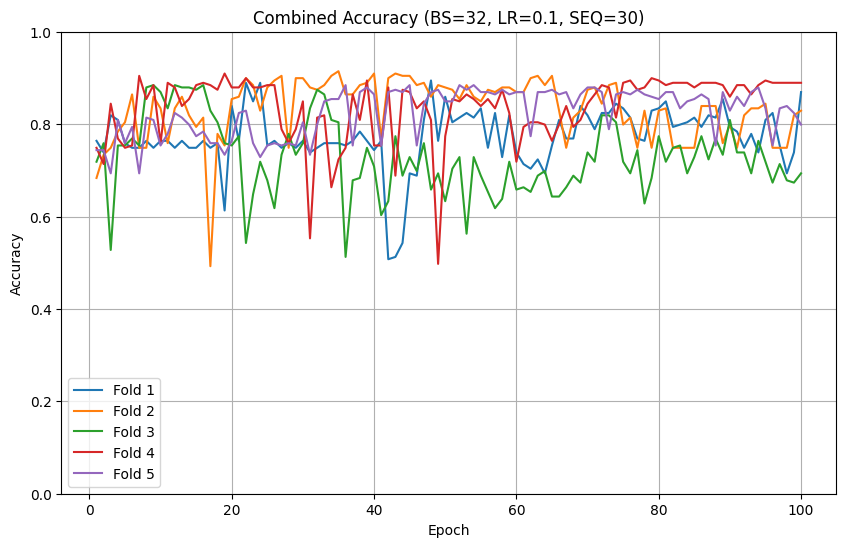 Combined Accuracy (BS=32, LR=0.1, SEQ=30)
1.0
0.8
0.6
0.4
0.2
0.0
Accuracy
Fold 1
Fold 2
Fold 3
Fold 4
Fold 5
0 20 40 60 80 100
Epoch